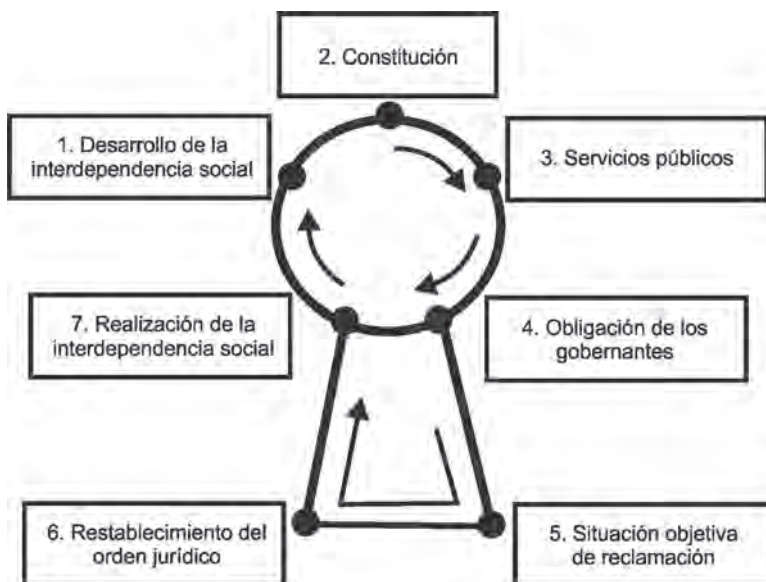 2. Constitución
1. Desarrollo de la
interdependencia social
3. Servicios públicos
7. Realización de la
interdependencia social
4. Obligación de los
gobernantes
6. Restablecimiento del
orden jurídico
5. Situación objetiva
de reclamación